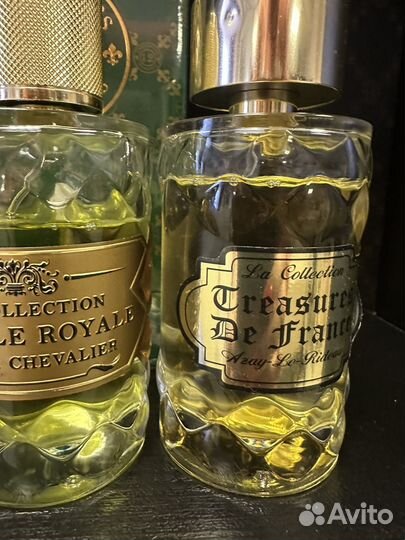 COLLECTION
LE ROYALE
CHEVALIER
La Collection
Treasures
De France
Azay-Le-Rideau
Avito